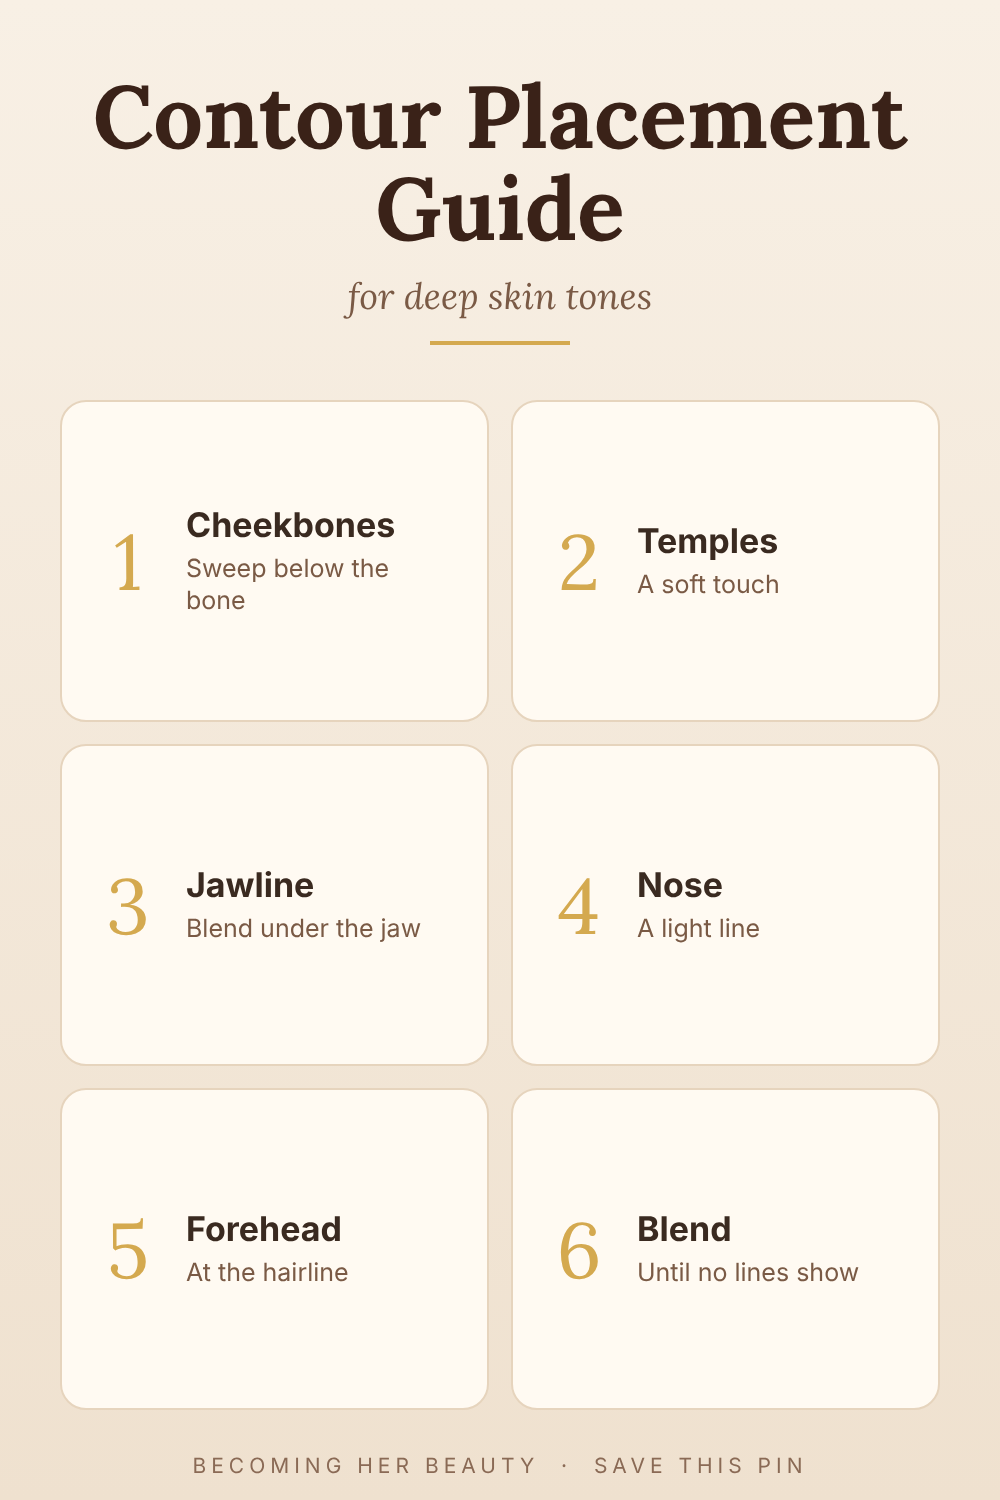 Contour Placement
Guide
for deep skin tones
1
Cheekbones
Sweep below the
bone
2
Temples
A soft touch
3
Jawline
Blend under the jaw
4
Nose
A light line
5
Forehead
At the hairline
6
Blend
Until no lines show
BECOMING HER BEAUTY · SAVE THIS PIN